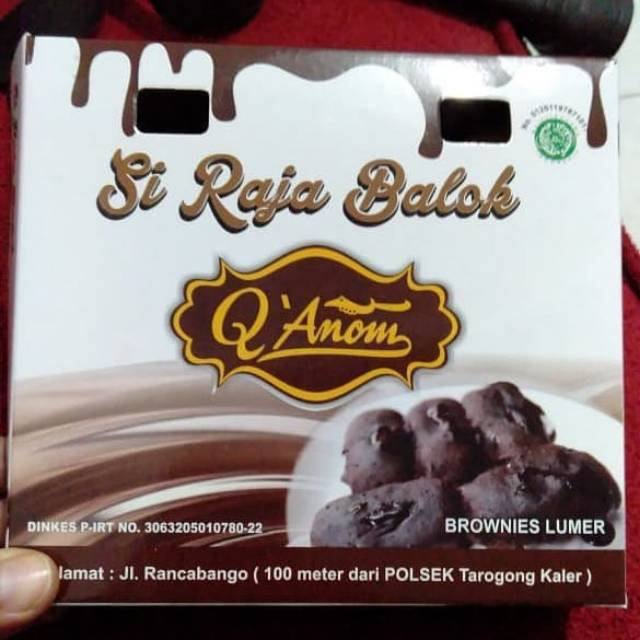 Si Raja Balok
Q'Anom
DINKES P-IRT NO. 3063205010780-22
BROWNIES LUMER
lamat : Jl. Rancabango ( 100 meter dari POLSEK Tarogong Kaler )